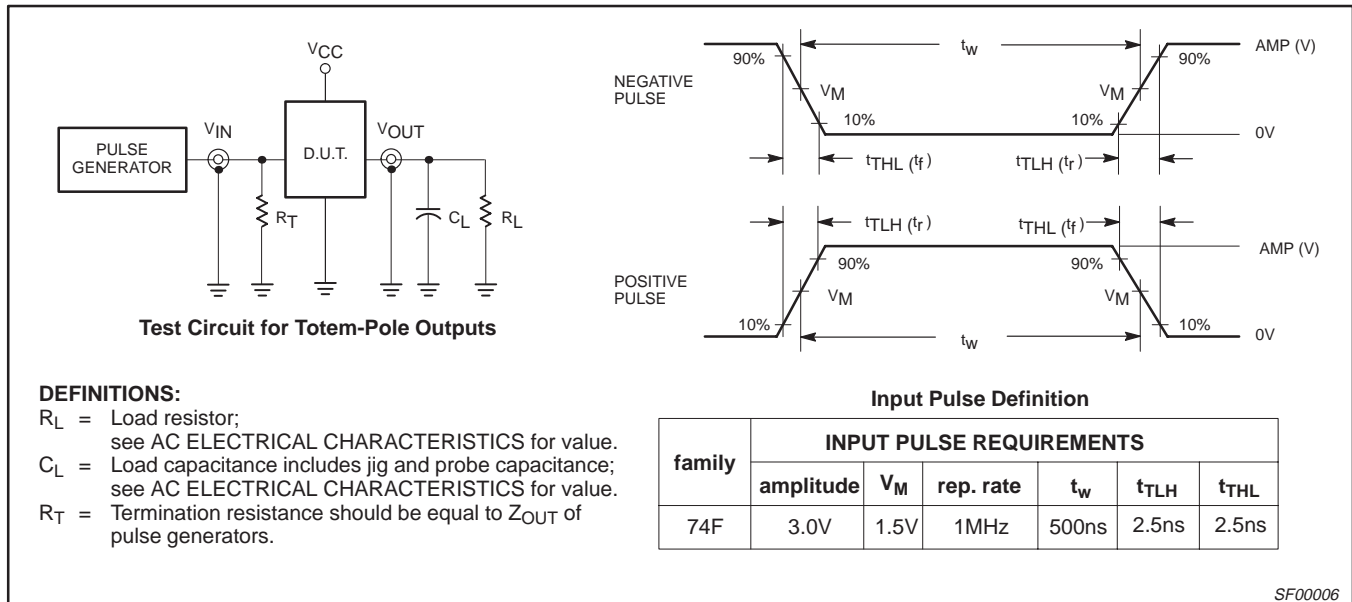 VCC
VIN
VOUT
PULSE
GENERATOR
D.U.T.
RT
CL
RL
Test Circuit for Totem-Pole Outputs
NEGATIVE
PULSE
90%
tw
90%
AMP (V)
VM
VM
10%
10%
0V
tTHL (tf)
tTLH (tr)
tTLH (tr)
tTHL (tf)
AMP (V)
POSITIVE
PULSE
90%
90%
VM
VM
10%
10%
tw
0V
DEFINITIONS:
RL = Load resistor;
see AC ELECTRICAL CHARACTERISTICS for value.
CL = Load capacitance includes jig and probe capacitance;
see AC ELECTRICAL CHARACTERISTICS for value.
RT = Termination resistance should be equal to ZOUT of
pulse generators.
Input Pulse Definition
family
INPUT PULSE REQUIREMENTS
amplitude VM rep. rate tw tTLH tTHL
74F 3.0V 1.5V 1MHz 500ns 2.5ns 2.5ns
SF00006